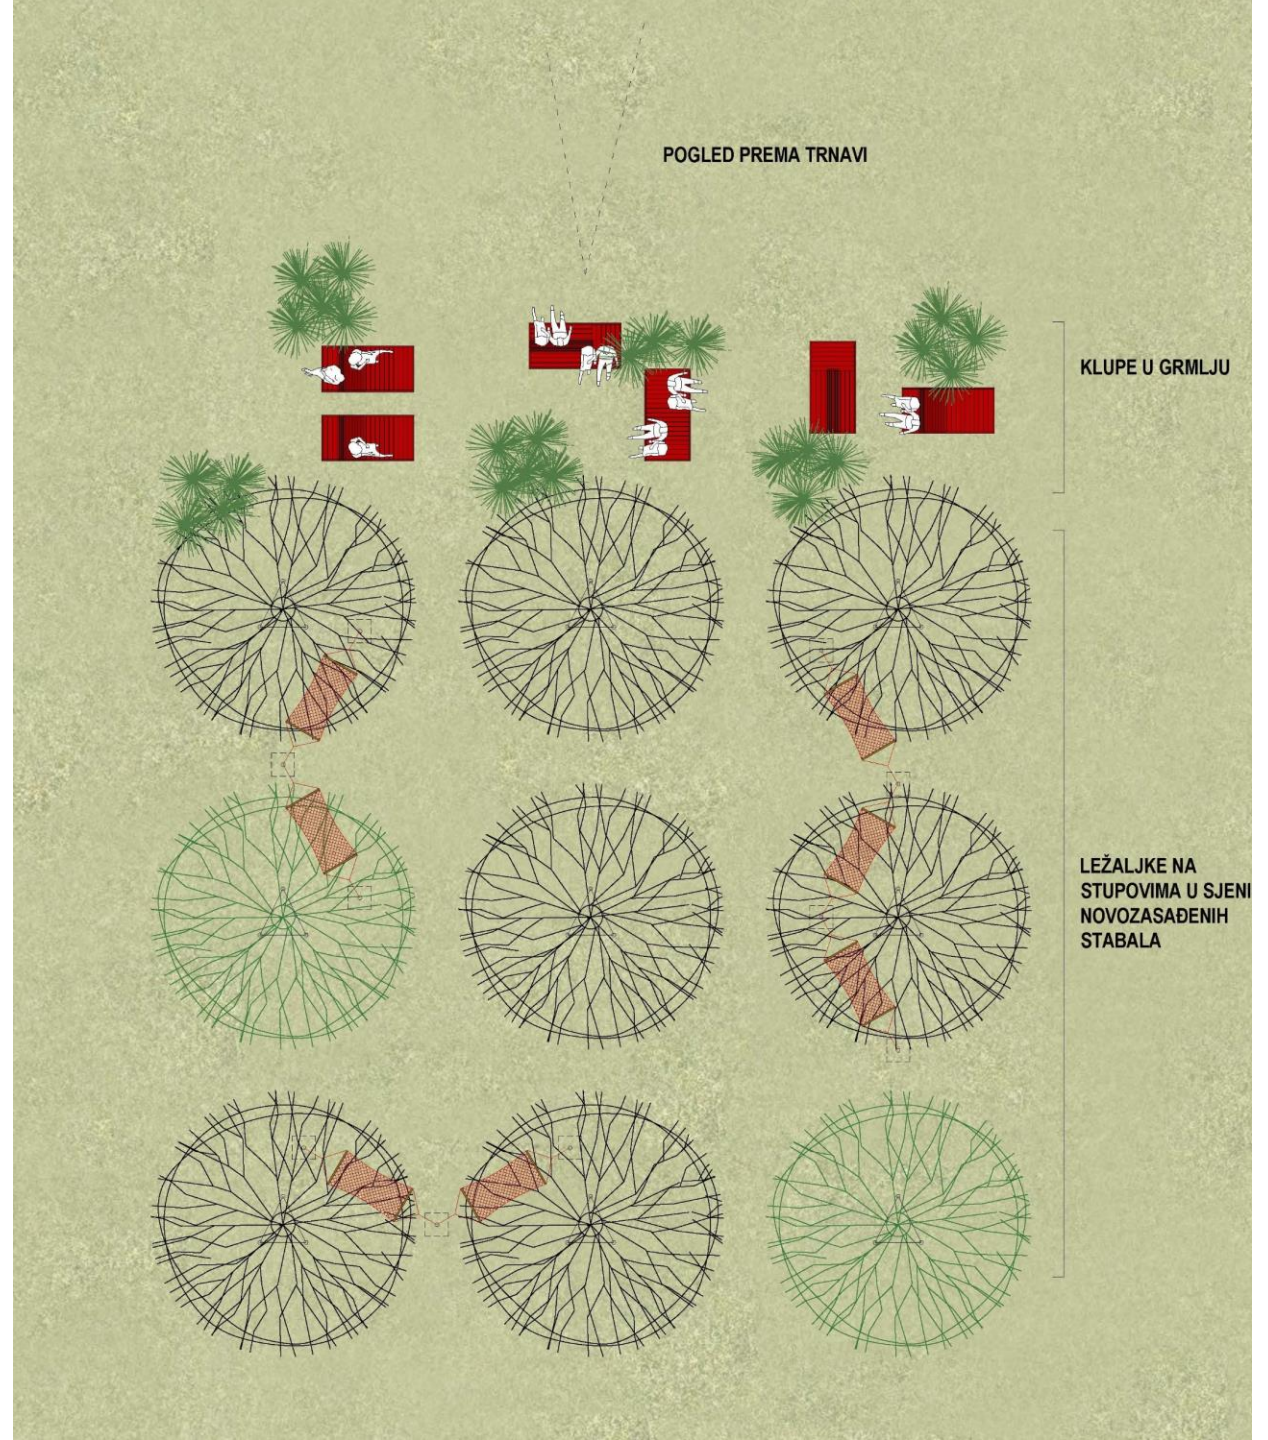 POGLED PREMA TRNAVI
KLUPE U GRMLJU
LEŽALJKE NA
STUPOVIMA U SJENI
NOVOZASAĐENIH
STABALA